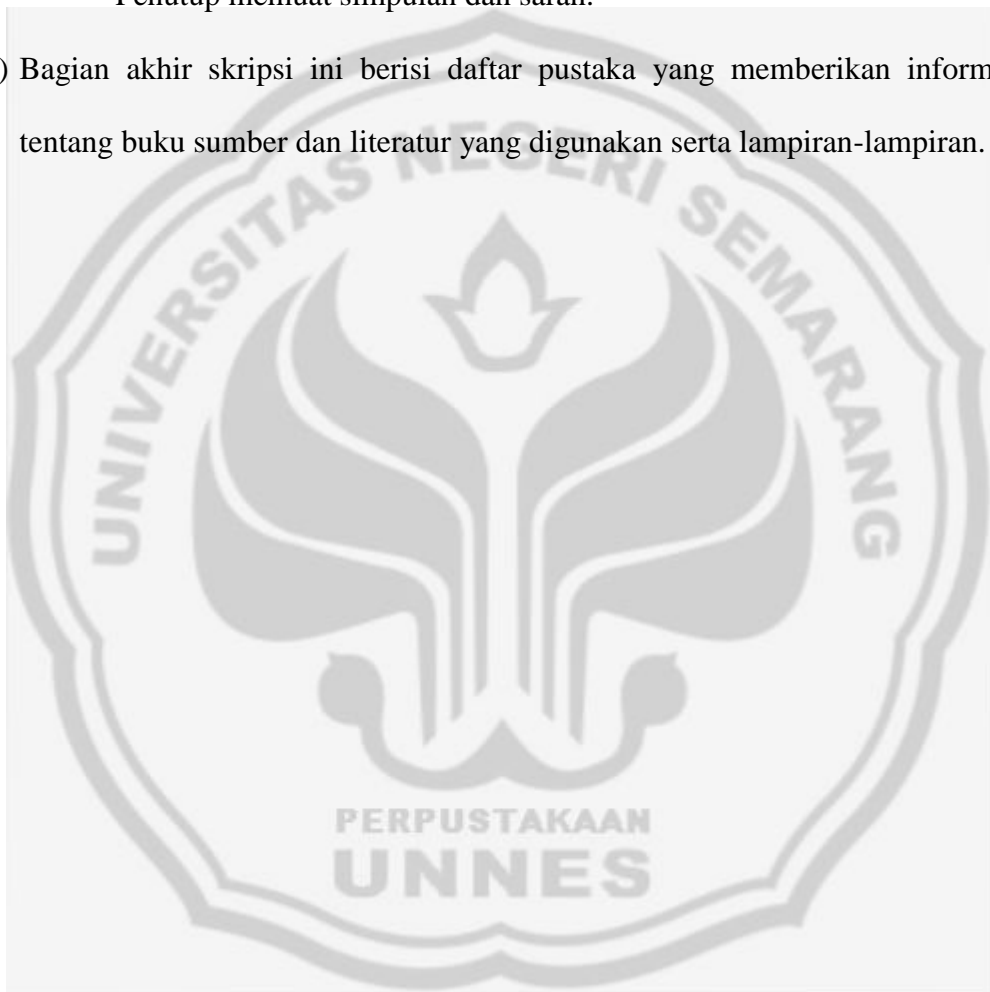 Penutup memuat simpulan dan saran.
) Bagian akhir skripsi ini berisi daftar pustaka yang memberikan inform
tentang buku sumber dan literatur yang digunakan serta lampiran-lampiran.
UNIVERSITAS NEGERI SEMARANG
PERPUSTAKAAN
UNNES